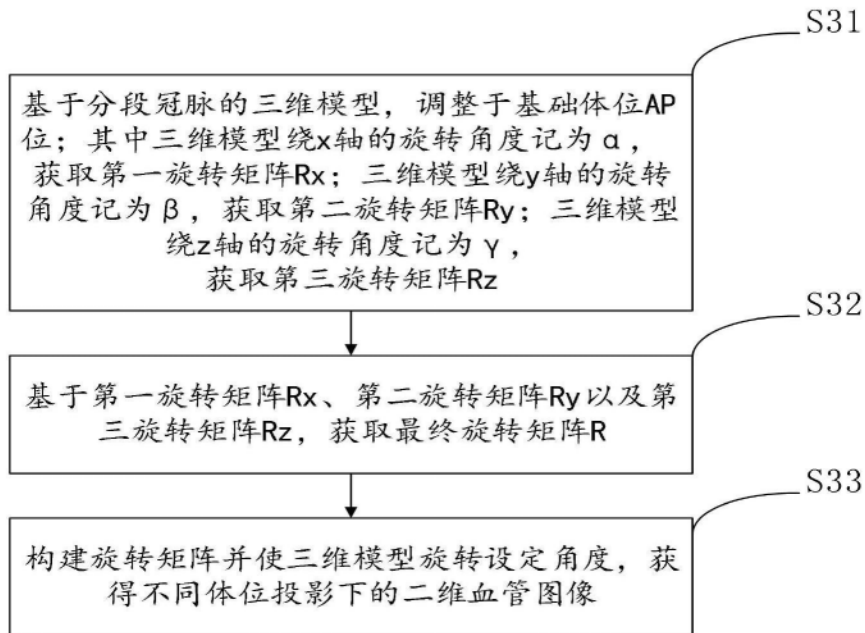 S31
基于分段冠脉的三维模型，调整于基础体位AP
位；其中三维模型绕x轴的旋转角度记为α，
获取第一旋转矩阵Rx；三维模型绕y轴的旋转
角度记为β，获取第二旋转矩阵Ry；三维模型
绕z轴的旋转角度记为γ，
获取第三旋转矩阵Rz
S32
基于第一旋转矩阵Rx、第二旋转矩阵Ry以及第
三旋转矩阵Rz，获取最终旋转矩阵R
S33
构建旋转矩阵并使三维模型旋转设定角度，获
得不同体位投影下的二维血管图像